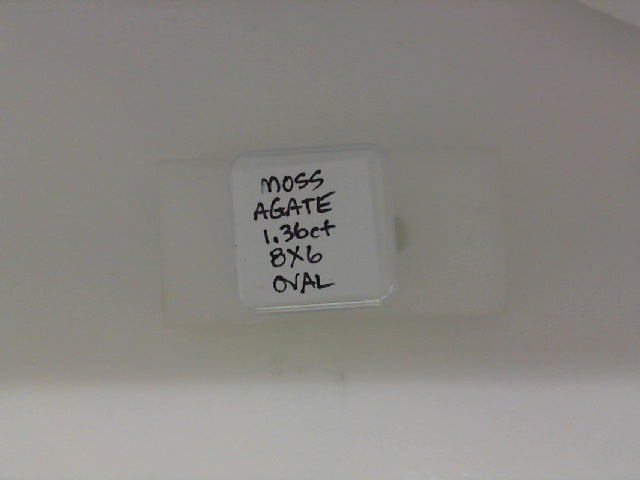 MOSS
AGATE
1.36ct
8X6
OVAL